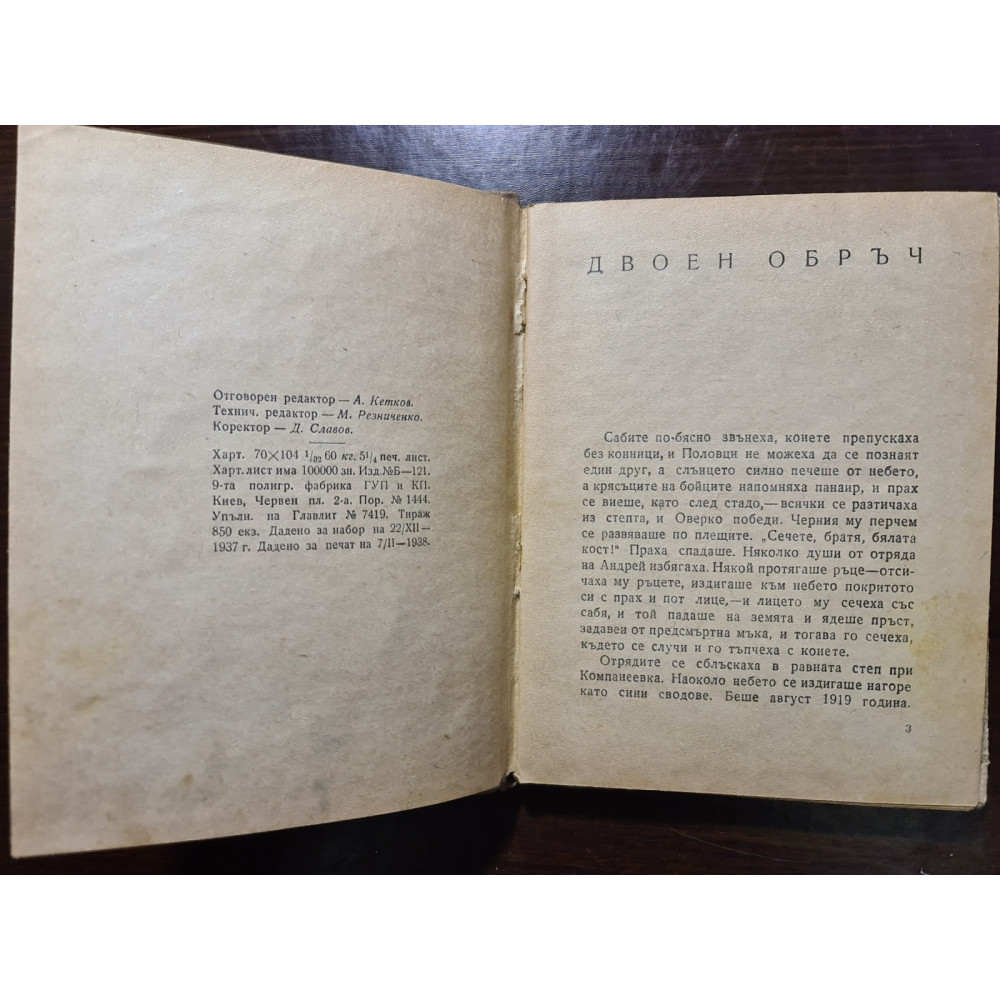 Отговорен редактор — А. Кетков.
Технич. редактор — М. Резниченко.
Коректор — Д. Славов.
Харт. 70×104 1/32 60 кг. 5 1/4 печ. лист.
Харт. лист има 100000 зн. Изд.№Б—121.
9-та полигр. фабрика ГУП и КП.
Киев, Червен пл. 2-а. Пор. № 1444.
Упълн. на Главлит № 7419. Тираж
850 екз. Дадено за набор на 22/XII—
1937 г. Дадено за печат на 7/II—1938.
ДВОЕН ОБРЪЧ
Сабите по-бясно звънеха, конете препускаха
без конници, и Половци не можеха да се познаят
един друг, а слънцето силно печеше от небето,
а крясъците на бойците напомняха панаир, и прах
се виеше, като след стадо,—всички се разтичаха
из степта, и Оверко победи. Черния му перчем
се развяваше по плещите. „Сечете, братя, бялата
кост!" Праха спадаше. Няколко души от отряда
на Андрей избягаха. Някой протягаше ръце—отси-
чаха му ръцете, издигаше към небето покритото
си с прах и пот лице,—и лицето му сечеха със
сабя, и той падаше на земята и ядеше пръст,
задавен от предсмъртна мъка, и тогава го сечеха,
където се случи и го тъпчеха с конете.
Отрядите се сблъскаха в равната степ при
Компанеевка. Наоколо небето се издигаше нагоре
като сини сводове. Беше август 1919 година.
3